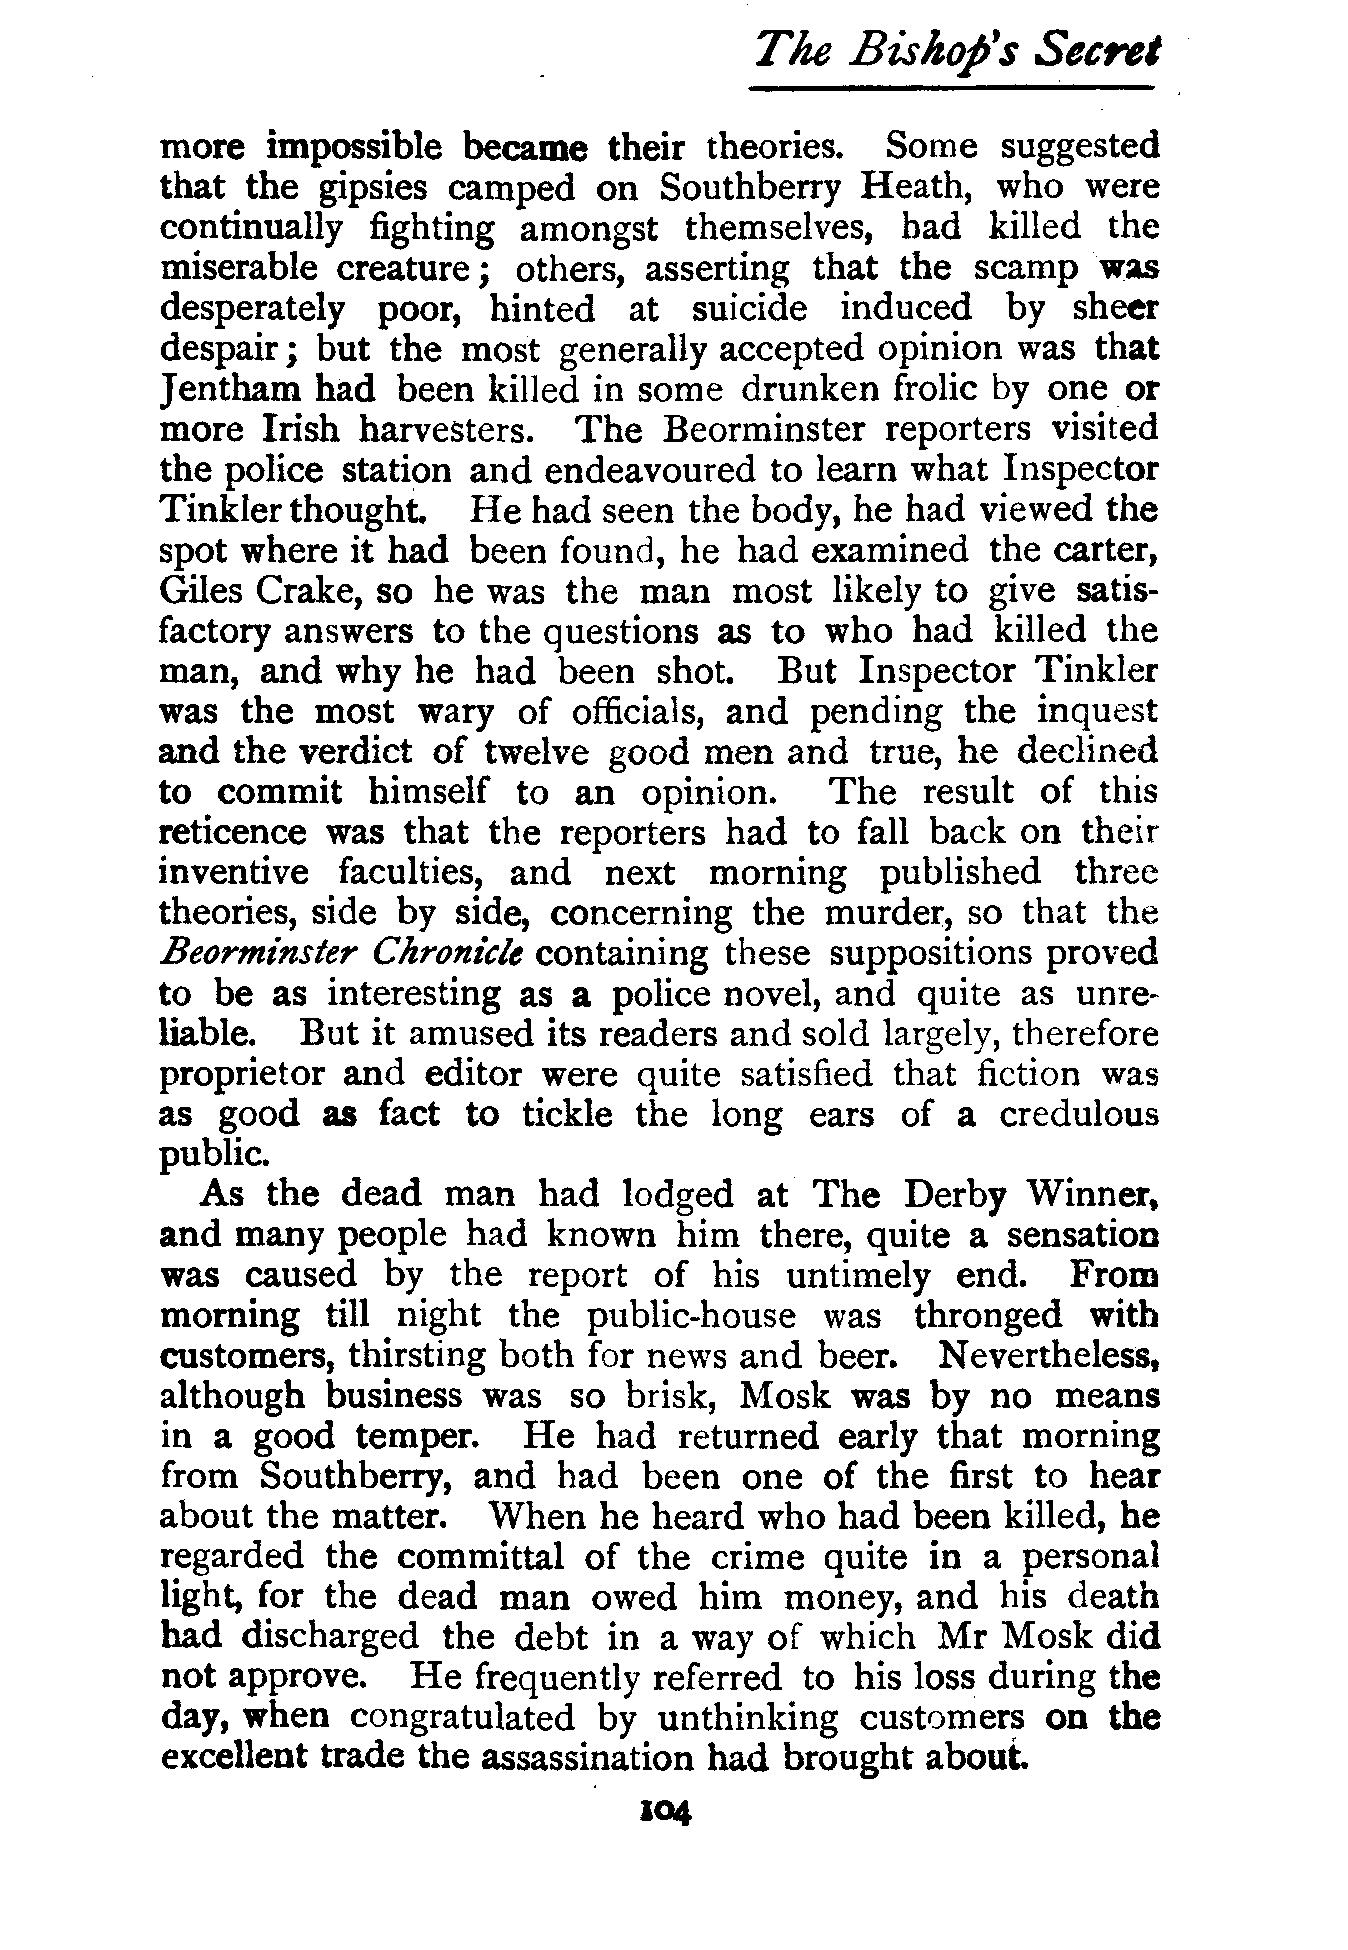 The Bishop's Secret
more impossible became their theories. Some suggested
that the gipsies camped on Southberry Heath, who were
continually fighting amongst themselves, had killed the
miserable creature; others, asserting that the scamp was
desperately poor, hinted at suicide induced by sheer
despair; but the most generally accepted opinion was that
Jentham had been killed in some drunken frolic by one or
more Irish harvesters. The Beorminster reporters visited
the police station and endeavoured to learn what Inspector
Tinkler thought. He had seen the body, he had viewed the
spot where it had been found, he had examined the carter,
Giles Crake, so he was the man most likely to give satis-
factory answers to the questions as to who had killed the
man, and why he had been shot. But Inspector Tinkler
was the most wary of officials, and pending the inquest
and the verdict of twelve good men and true, he declined
to commit himself to an opinion. The result of this
reticence was that the reporters had to fall back on their
inventive faculties, and next morning published three
theories, side by side, concerning the murder, so that the
Beorminster Chronicle containing these suppositions proved
to be as interesting as a police novel, and quite as unre-
liable. But it amused its readers and sold largely, therefore
proprietor and editor were quite satisfied that fiction was
as good as fact to tickle the long ears of a credulous
public.
As the dead man had lodged at The Derby Winner,
and many people had known him there, quite a sensation
was caused by the report of his untimely end. From
morning till night the public-house was thronged with
customers, thirsting both for news and beer. Nevertheless,
although business was so brisk, Mosk was by no means
in a good temper. He had returned early that morning
from Southberry, and had been one of the first to hear
about the matter. When he heard who had been killed, he
regarded the committal of the crime quite in a personal
light, for the dead man owed him money, and his death
had discharged the debt in a way of which Mr Mosk did
not approve. He frequently referred to his loss during the
day, when congratulated by unthinking customers on the
excellent trade the assassination had brought about.
104